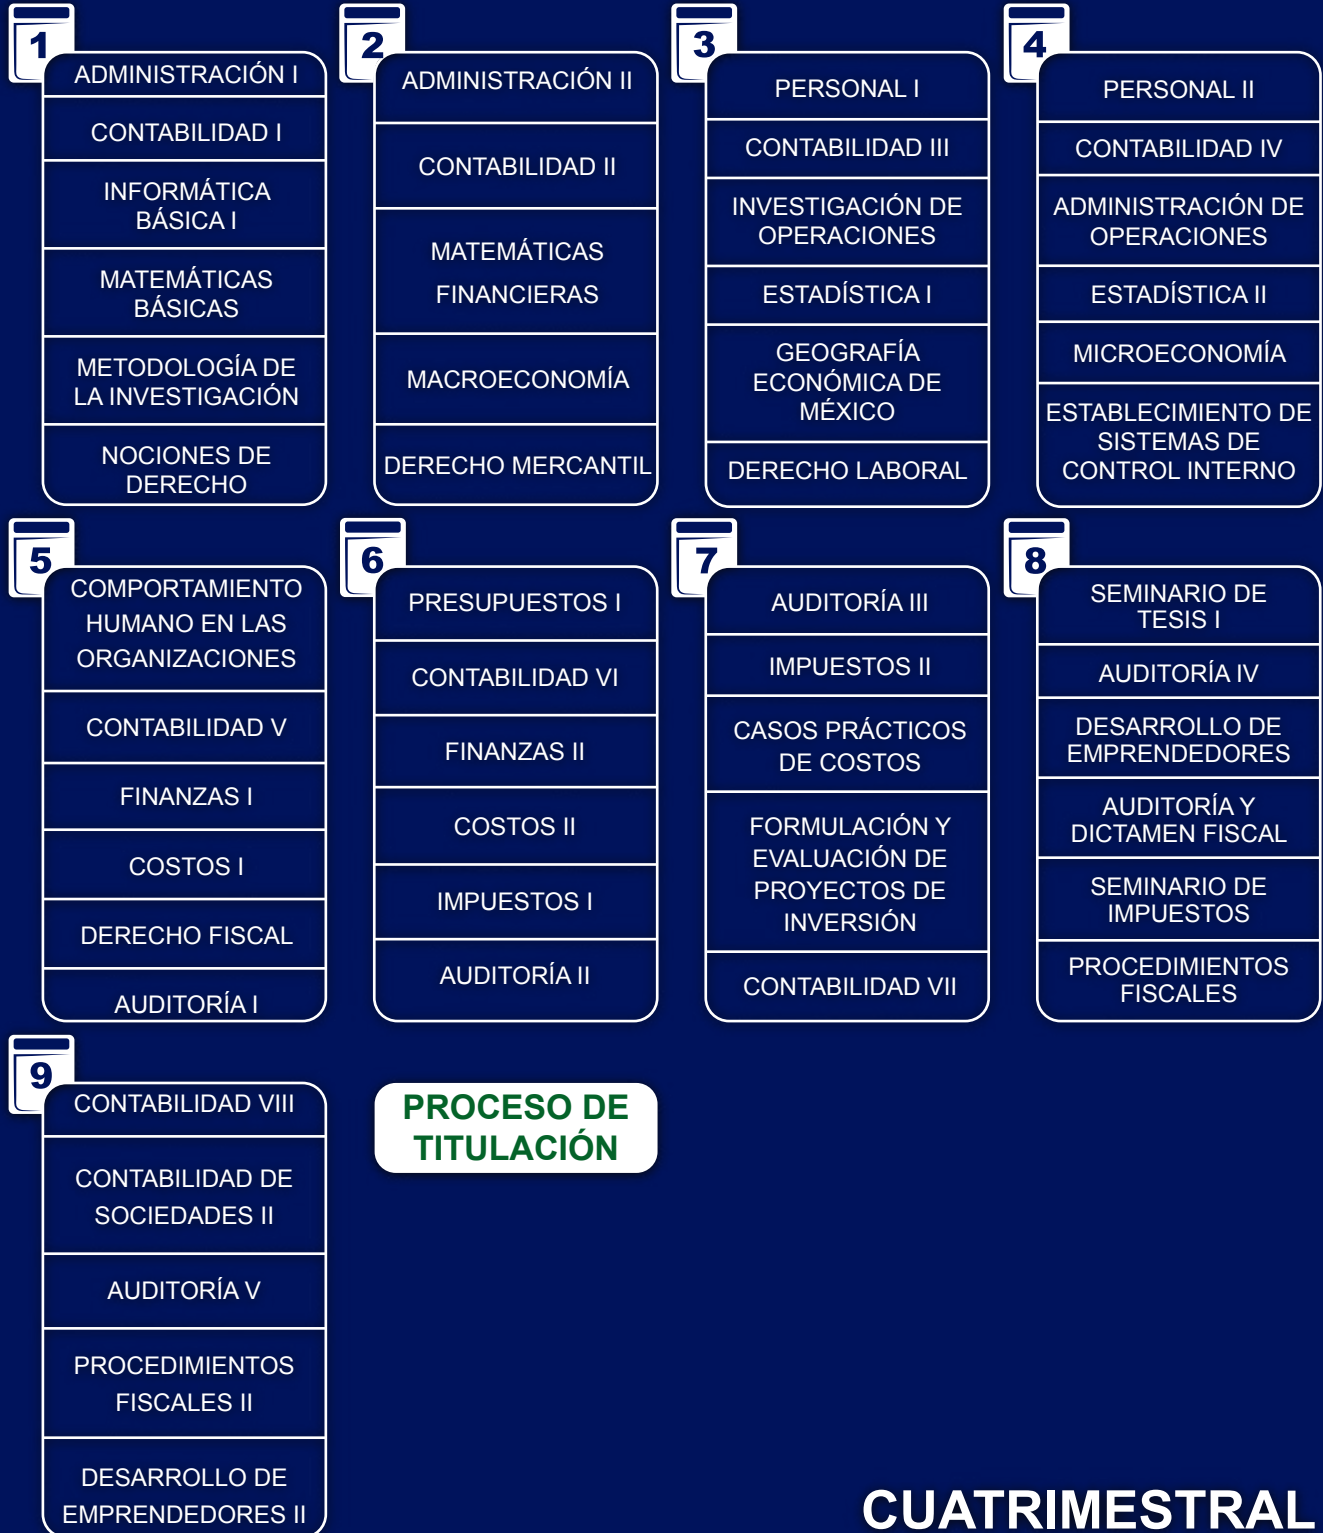 1
ADMINISTRACIÓN I
CONTABILIDAD I
INFORMÁTICA
BÁSICA I
MATEMÁTICAS
BÁSICAS
METODOLOGÍA DE
LA INVESTIGACIÓN
NOCIONES DE
DERECHO
2
ADMINISTRACIÓN II
CONTABILIDAD II
MATEMÁTICAS
FINANCIERAS
MACROECONOMÍA
DERECHO MERCANTIL
3
PERSONAL I
CONTABILIDAD III
INVESTIGACIÓN DE
OPERACIONES
ESTADÍSTICA I
GEOGRAFÍA
ECONÓMICA DE
MÉXICO
DERECHO LABORAL
4
PERSONAL II
CONTABILIDAD IV
ADMINISTRACIÓN DE
OPERACIONES
ESTADÍSTICA II
MICROECONOMÍA
ESTABLECIMIENTO DE
SISTEMAS DE
CONTROL INTERNO
5
COMPORTAMIENTO
HUMANO EN LAS
ORGANIZACIONES
CONTABILIDAD V
FINANZAS I
COSTOS I
DERECHO FISCAL
AUDITORÍA I
6
PRESUPUESTOS I
CONTABILIDAD VI
FINANZAS II
COSTOS II
IMPUESTOS I
AUDITORÍA II
7
AUDITORÍA III
IMPUESTOS II
CASOS PRÁCTICOS
DE COSTOS
FORMULACIÓN Y
EVALUACIÓN DE
PROYECTOS DE
INVERSIÓN
CONTABILIDAD VII
8
SEMINARIO DE
TESIS I
AUDITORÍA IV
DESARROLLO DE
EMPRENDEDORES
AUDITORÍA Y
DICTAMEN FISCAL
SEMINARIO DE
IMPUESTOS
PROCEDIMIENTOS
FISCALES
9
CONTABILIDAD VIII
CONTABILIDAD DE
SOCIEDADES II
AUDITORÍA V
PROCEDIMIENTOS
FISCALES II
DESARROLLO DE
EMPRENDEDORES II
PROCESO DE
TITULACIÓN
CUATRIMESTRAL